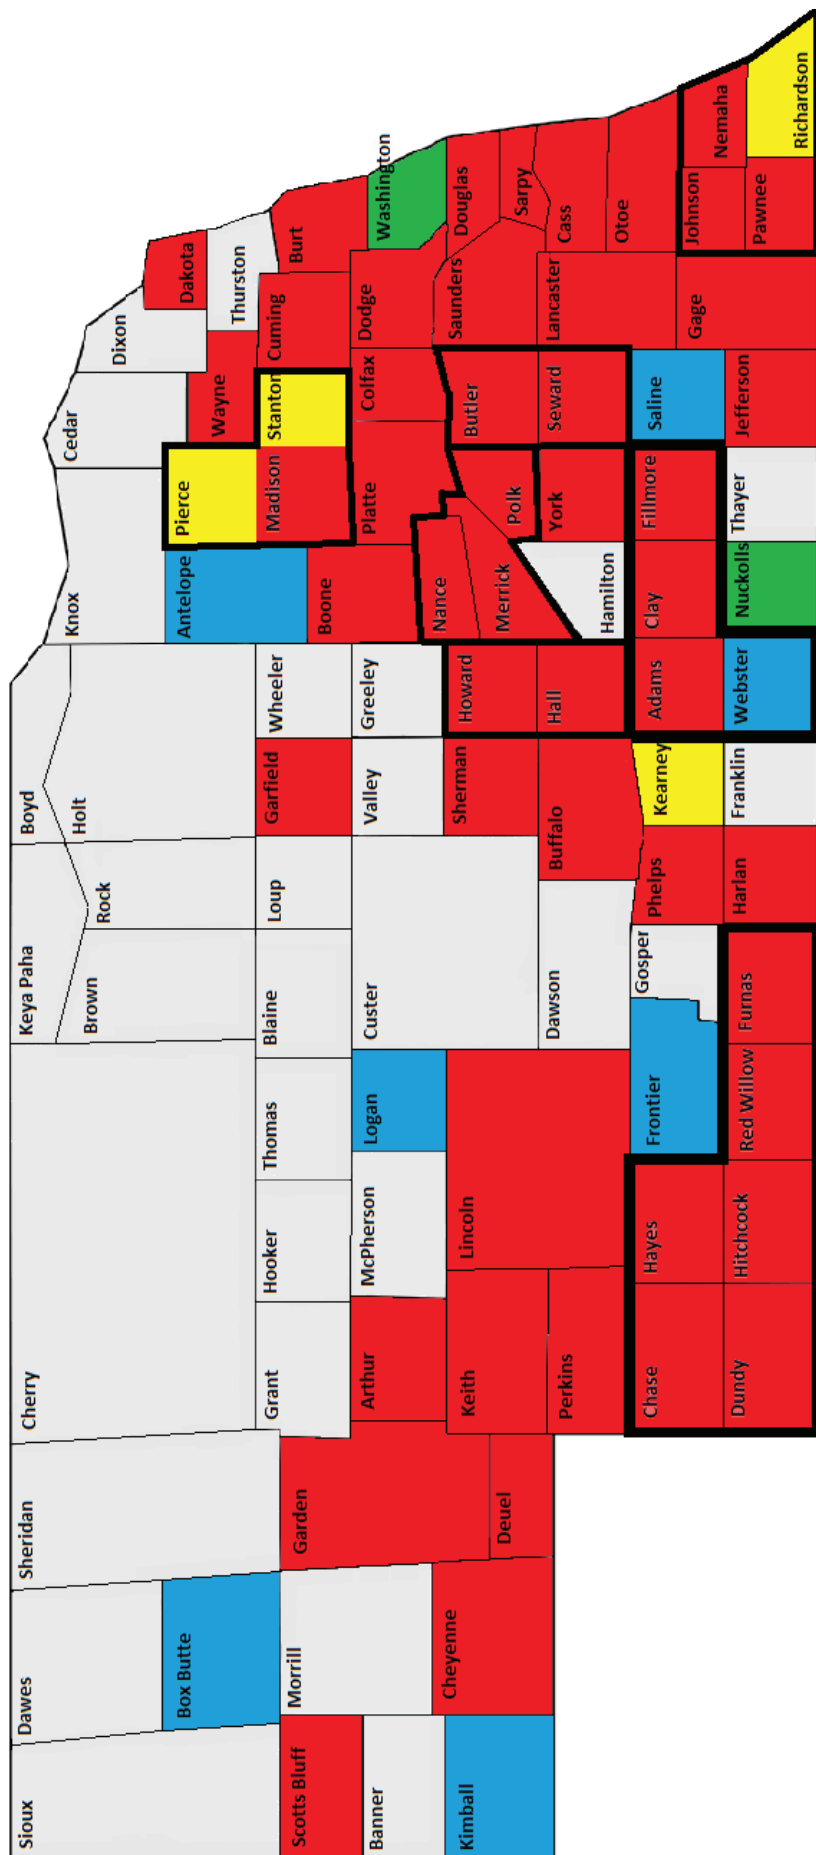 Sioux
Dawes
Sheridan
Cherry
Keya Paha
Boyd
Brown
Rock
Holt
Knox
Cedar
Dixon
Dakota
Box Butte
Antelope
Pierce
Wayne
Thurston
Scotts Bluff
Morrill
Garden
Grant
Hooker
Thomas
Blaine
Loup
Garfield
Wheeler
Boone
Madison
Stanton
Cuming
Burt
Banner
Arthur
McPherson
Logan
Custer
Valley
Greeley
Platte
Colfax
Dodge
Washington
Kimball
Cheyenne
Deuel
Keith
Lincoln
Sherman
Howard
Nance
Merrick
Polk
Butler
Saunders
Douglas
Sarpy
Perkins
Dawson
Buffalo
Hall
Hamilton
York
Seward
Lancaster
Cass
Otoe
Chase
Hayes
Frontier
Gosper
Phelps
Kearney
Adams
Clay
Fillmore
Saline
Gage
Johnson
Nemaha
Dundy
Hitchcock
Red Willow
Furnas
Harlan
Franklin
Webster
Nuckolls
Thayer
Jefferson
Pawnee
Richardson